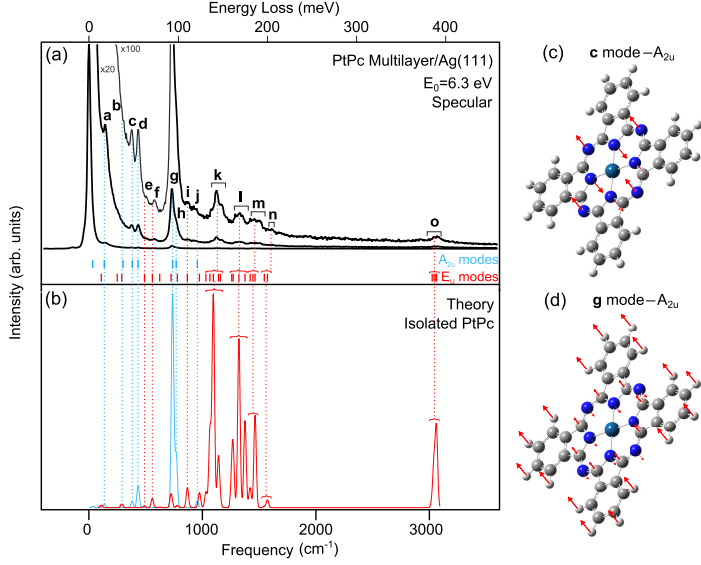 Energy Loss (meV)
0 100 200 300 400
(a)
x100
x20
PtPc Multilayer/Ag(111)
E₀=6.3 eV
Specular
a b c d e f g h i j k l m n o
A₂ᵤ modes
Eᵤ modes
Intensity (arb. units)
(b)
Theory
Isolated PtPc
0 1000 2000 3000
Frequency (cm⁻¹)
(c) c mode–A₂ᵤ
(d) g mode–A₂ᵤ